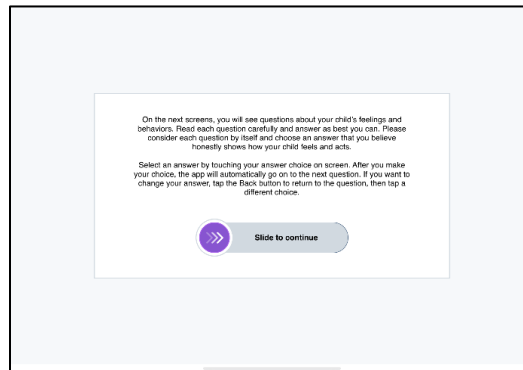 On the next screens, you will see questions about your child's feelings and
behaviors. Read each question carefully and answer as best you can. Please
consider each question by itself and choose an answer that you believe
honestly shows how your child feels and acts.
Select an answer by touching your answer choice on screen. After you make
your choice, the app will automatically go on to the next question. If you want to
change your answer, tap the Back button to return to the question, then tap a
different choice.
Slide to continue